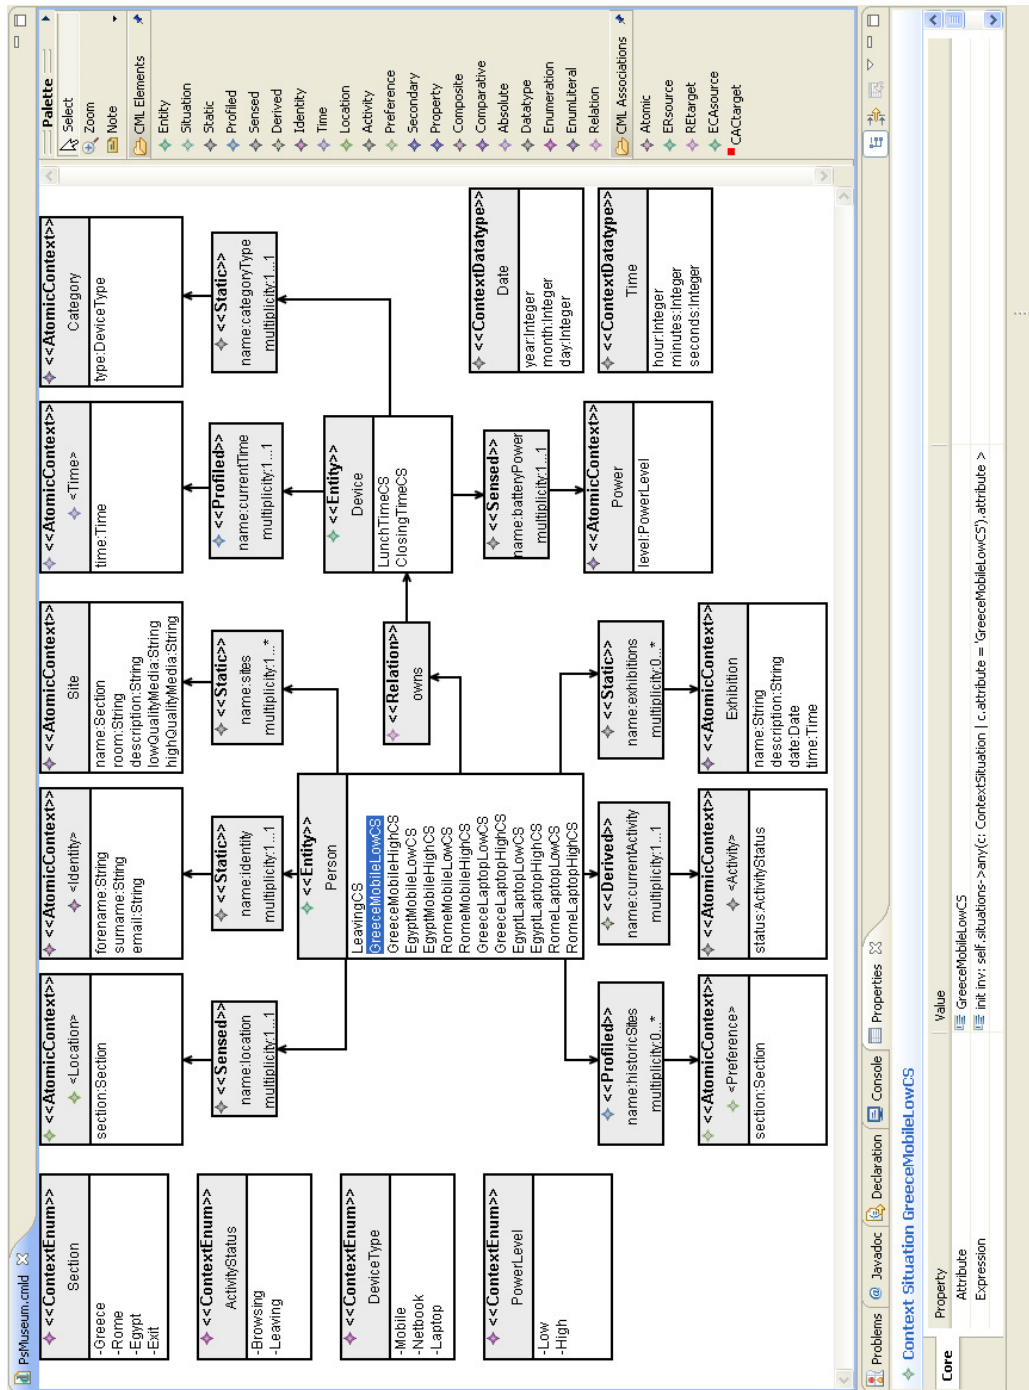 PsMuseum.cmld
<<ContextEnum>>
Section
-Greece
-Rome
-Egypt
-Exit
<<ContextEnum>>
ActivityStatus
-Browsing
-Leaving
<<ContextEnum>>
DeviceType
-Mobile
-Netbook
-Laptop
<<ContextEnum>>
PowerLevel
-Low
-High
<<AtomicContext>>
<Location>
section:Section
<<Sensed>>
name:location
multiplicity:1...1
<<AtomicContext>>
<Identity>
forename:String
surname:String
email:String
<<Static>>
name:identity
multiplicity:1...1
<<AtomicContext>>
Site
name:Section
room:String
description:String
lowQualityMedia:String
highQualityMedia:String
<<Static>>
name:sites
multiplicity:1...*
<<Entity>>
Person
LeavingCS
GreeceMobileLowCS
GreeceMobileHighCS
EgyptMobileLowCS
EgyptMobileHighCS
RomeMobileLowCS
RomeMobileHighCS
GreeceLaptopLowCS
GreeceLaptopHighCS
EgyptLaptopLowCS
EgyptLaptopHighCS
RomeLaptopLowCS
RomeLaptopHighCS
<<Relation>>
owns
<<Profiled>>
name:historicSites
multiplicity:0...*
<<AtomicContext>>
<Preference>
section:Section
<<Derived>>
name:currentActivity
multiplicity:1...1
<<AtomicContext>>
<Activity>
status:ActivityStatus
<<Static>>
name:exhibitions
multiplicity:0...*
<<AtomicContext>>
Exhibition
name:String
description:String
date:Date
time:Time
<<AtomicContext>>
<Time>
time:Time
<<Profiled>>
name:currentTime
multiplicity:1...1
<<AtomicContext>>
Category
type:DeviceType
<<Static>>
name:categoryType
multiplicity:1...1
<<Entity>>
Device
LunchTimeCS
ClosingTimeCS
<<Sensed>>
name:batteryPower
multiplicity:1...1
<<AtomicContext>>
Power
level:PowerLevel
<<ContextDatatype>>
Date
year:Integer
month:Integer
day:Integer
<<ContextDatatype>>
Time
hour:Integer
minutes:Integer
seconds:Integer
Palette
Select
Zoom
Note
CML Elements
Entity
Situation
Static
Profiled
Sensed
Derived
Identity
Time
Location
Activity
Preference
Secondary
Property
Composite
Comparative
Absolute
Datatype
Enumeration
EnumLiteral
Relation
CML Associations
Atomic
ERsource
REtarget
ECAsource
CACtarget
Problems @ Javadoc Declaration Console Properties
Context Situation GreeceMobileLowCS
Core
Property Value
Attribute GreeceMobileLowCS
Expression init inv: self.situations->any(c: ContextSituation | c.attribute = 'GreeceMobileLowCS').attribute >